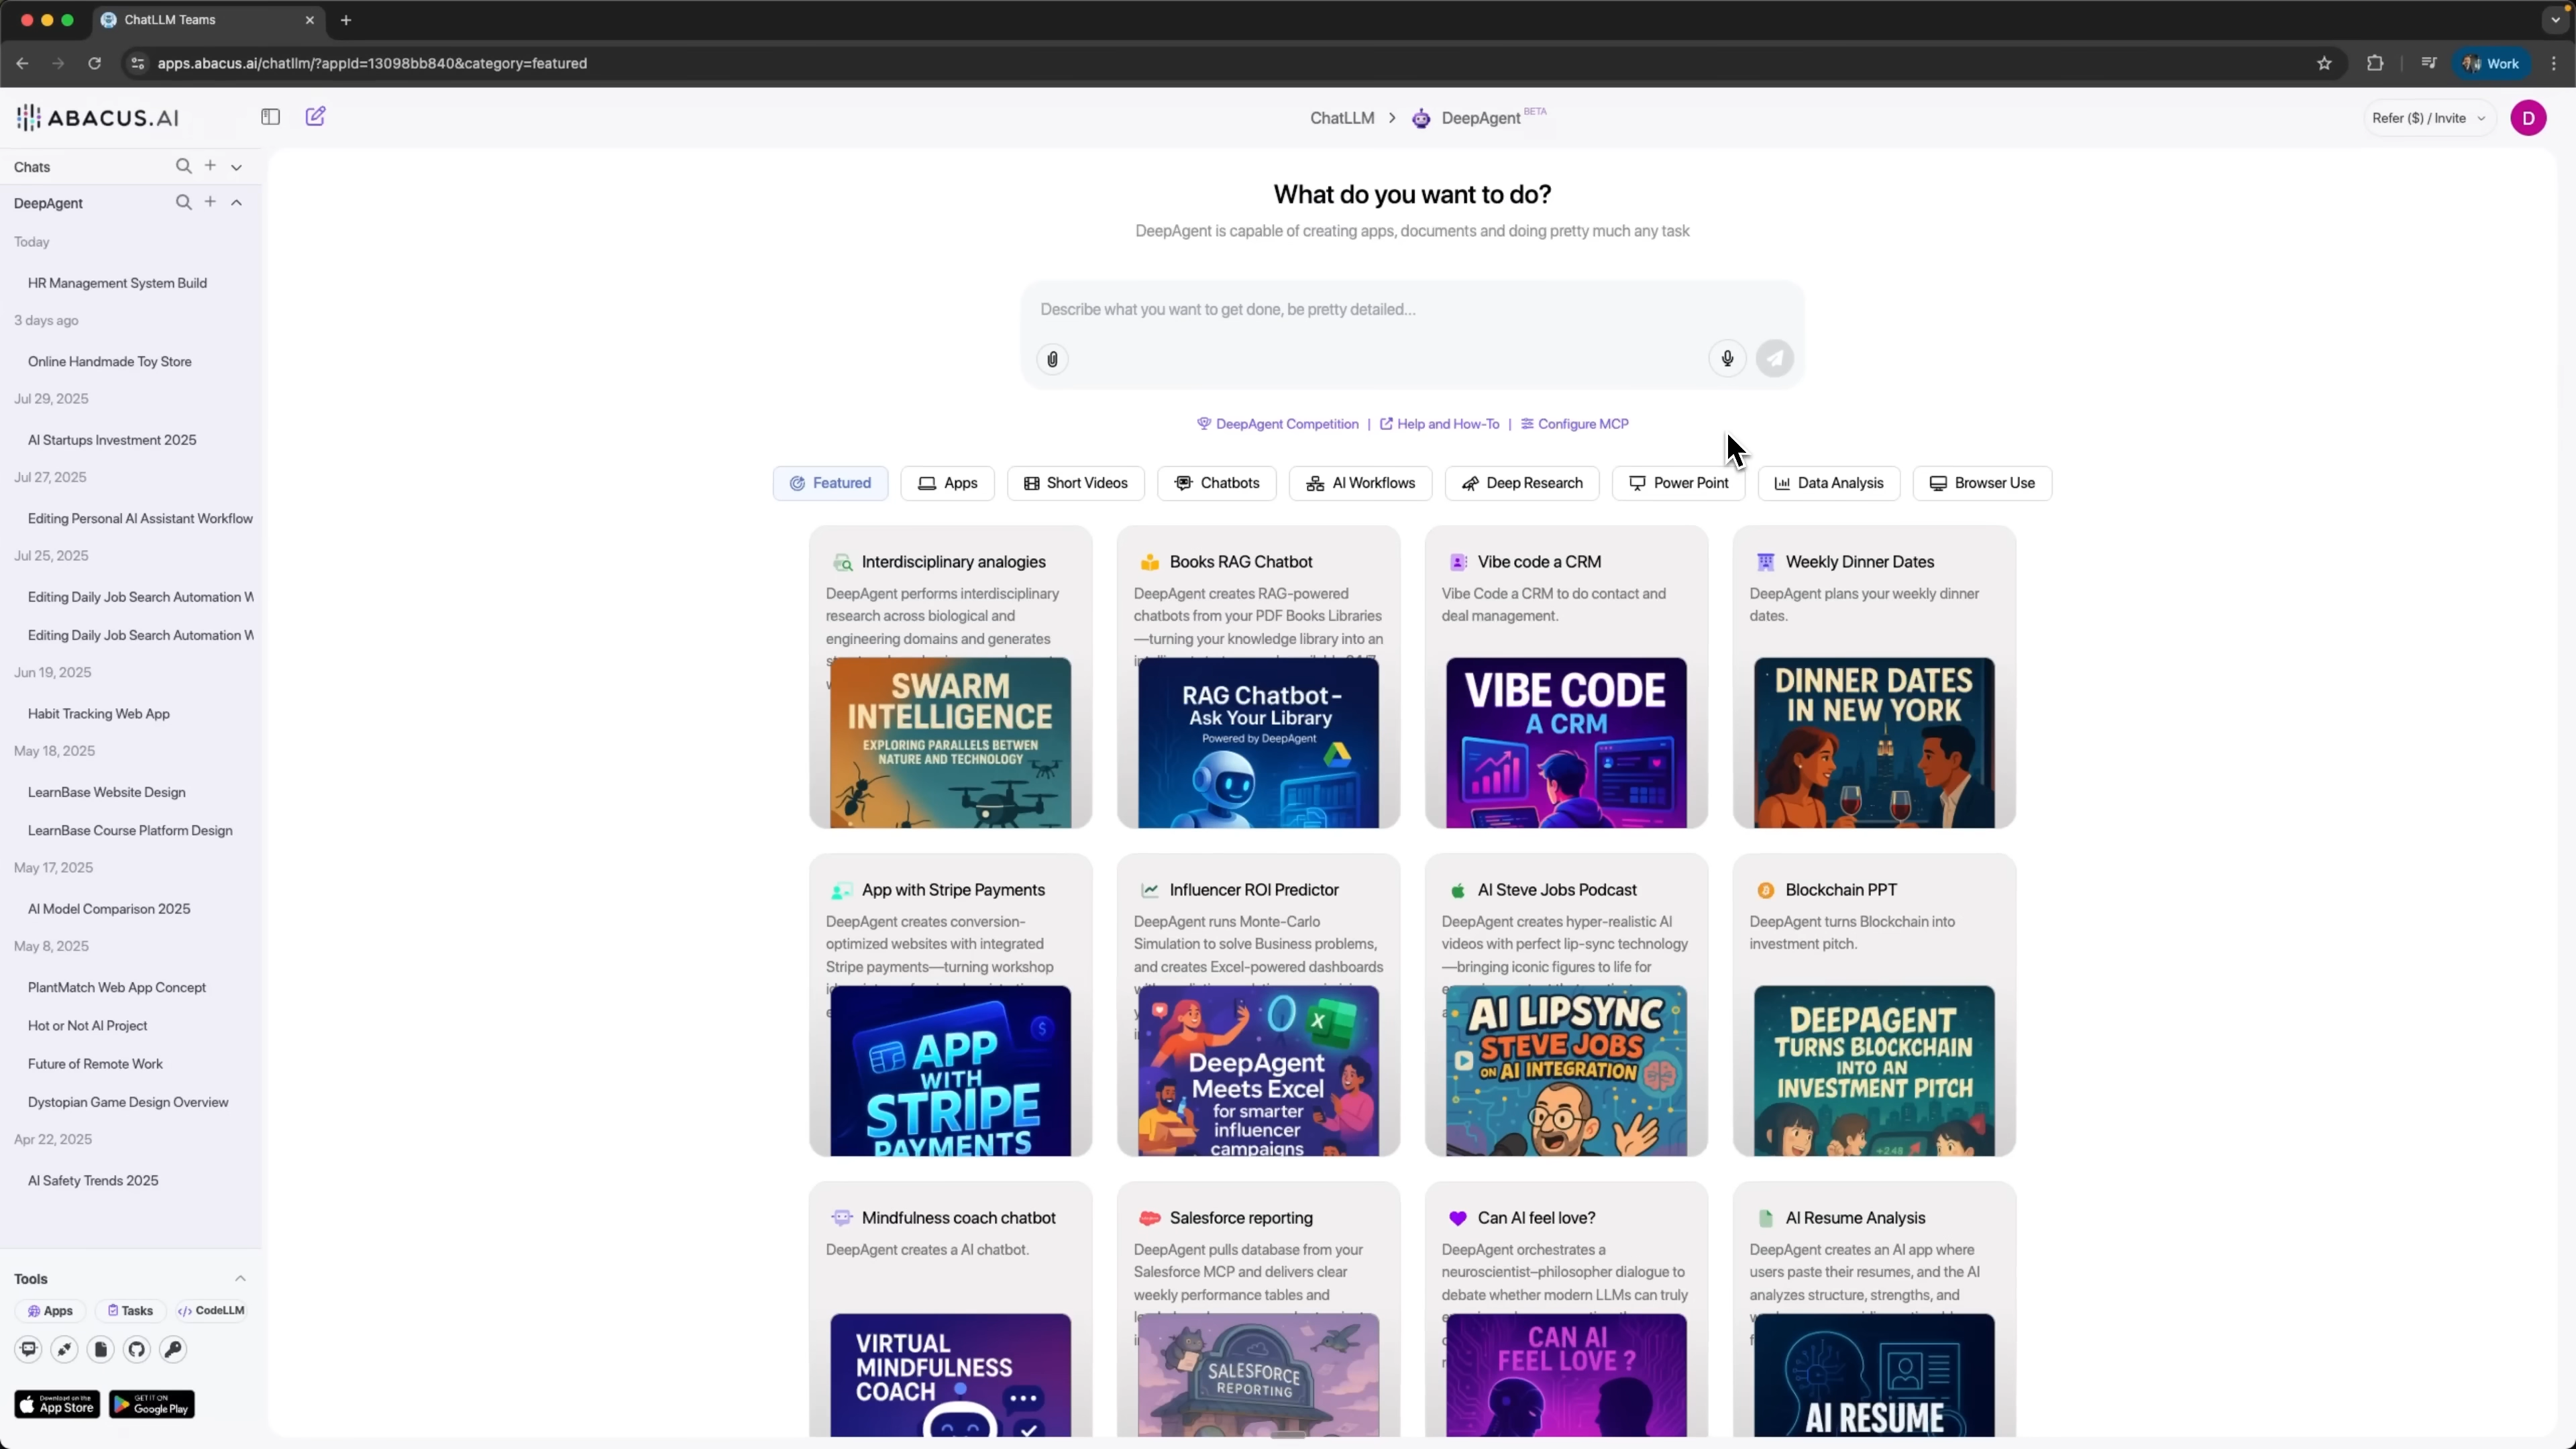 ChatLLM Teams
apps.abacus.ai/chatllm/?appId=13098bb840&category=featured
Work
ABACUS.AI
ChatLLM
DeepAgent BETA
Refer ($) / Invite
D
Chats
DeepAgent
Today
HR Management System Build
3 days ago
Online Handmade Toy Store
Jul 29, 2025
AI Startups Investment 2025
Jul 27, 2025
Editing Personal AI Assistant Workflow
Jul 25, 2025
Editing Daily Job Search Automation W
Editing Daily Job Search Automation W
Jun 19, 2025
Habit Tracking Web App
May 18, 2025
LearnBase Website Design
LearnBase Course Platform Design
May 17, 2025
AI Model Comparison 2025
May 8, 2025
PlantMatch Web App Concept
Hot or Not AI Project
Future of Remote Work
Dystopian Game Design Overview
Apr 22, 2025
AI Safety Trends 2025
Tools
Apps
Tasks
</> CodeLLM
Download on the
App Store
GET IT ON
Google Play
What do you want to do?
DeepAgent is capable of creating apps, documents and doing pretty much any task
Describe what you want to get done, be pretty detailed...
DeepAgent Competition | Help and How-To | Configure MCP
Featured
Apps
Short Videos
Chatbots
AI Workflows
Deep Research
Power Point
Data Analysis
Browser Use
Interdisciplinary analogies
DeepAgent performs interdisciplinary
research across biological and
engineering domains and generates
SWARM
INTELLIGENCE
EXPLORING PARALLELS BETWEN
NATURE AND TECHNOLOGY
Books RAG Chatbot
DeepAgent creates RAG-powered
chatbots from your PDF Books Libraries
—turning your knowledge library into an
RAG Chatbot-
Ask Your Library
Powered by DeepAgent
Vibe code a CRM
Vibe Code a CRM to do contact and
deal management.
VIBE CODE
A CRM
Weekly Dinner Dates
DeepAgent plans your weekly dinner
dates.
DINNER DATES
IN NEW YORK
App with Stripe Payments
DeepAgent creates conversion-
optimized websites with integrated
Stripe payments—turning workshop
APP
WITH
STRIPE
PAYMENTS
Influencer ROI Predictor
DeepAgent runs Monte-Carlo
Simulation to solve Business problems,
and creates Excel-powered dashboards
X
DeepAgent
Meets Excel
for smarter
influencer
campaigns
AI Steve Jobs Podcast
DeepAgent creates hyper-realistic AI
videos with perfect lip-sync technology
—bringing iconic figures to life for
AI LIPSYNC
STEVE JOBS
ON AI INTEGRATION
Blockchain PPT
DeepAgent turns Blockchain into
investment pitch.
DEEPAGENT
TURNS BLOCKCHAIN
INTO AN
INVESTMENT PITCH
+2.48
Mindfulness coach chatbot
DeepAgent creates a AI chatbot.
VIRTUAL
MINDFULNESS
COACH
Salesforce reporting
DeepAgent pulls database from your
Salesforce MCP and delivers clear
weekly performance tables and
SALESFORCE
REPORTING
Can AI feel love?
DeepAgent orchestrates a
neuroscientist–philosopher dialogue to
debate whether modern LLMs can truly
CAN AI
FEEL LOVE ?
AI Resume Analysis
DeepAgent creates an AI app where
users paste their resumes, and the AI
analyzes structure, strengths, and
AI RESUME